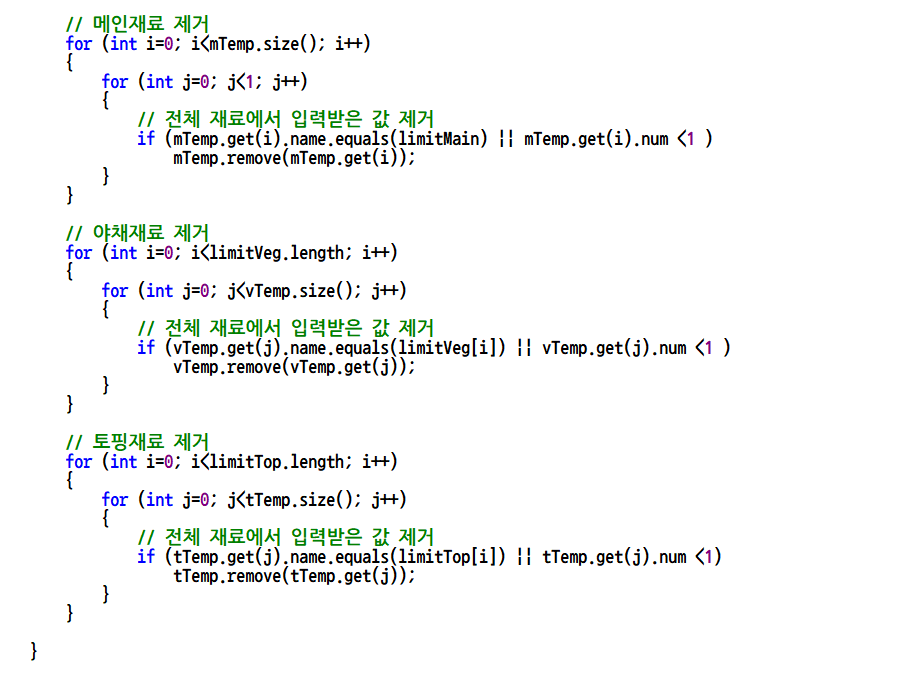 // 메인재료 제거
for (int i=0; i<mTemp.size(); i++)
{
for (int j=0; j<1; j++)
{
// 전체 재료에서 입력받은 값 제거
if (mTemp.get(i).name.equals(limitMain) || mTemp.get(i).num <1 )
mTemp.remove(mTemp.get(i));
}
}
// 야채재료 제거
for (int i=0; i<limitVeg.length; i++)
{
for (int j=0; j<vTemp.size(); j++)
{
// 전체 재료에서 입력받은 값 제거
if (vTemp.get(j).name.equals(limitVeg[i]) || vTemp.get(j).num <1 )
vTemp.remove(vTemp.get(j));
}
}
// 토핑재료 제거
for (int i=0; i<limitTop.length; i++)
{
for (int j=0; j<tTemp.size(); j++)
{
// 전체 재료에서 입력받은 값 제거
if (tTemp.get(j).name.equals(limitTop[i]) || tTemp.get(j).num <1)
tTemp.remove(tTemp.get(j));
}
}
}